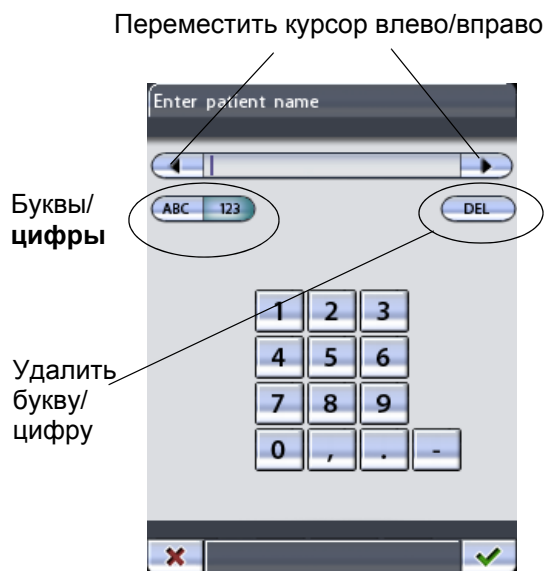 Переместить курсор влево/вправо
Enter patient name
Буквы/
цифры
ABC 123
DEL
1 2 3
4 5 6
7 8 9
0 , . -
Удалить
букву/
цифру